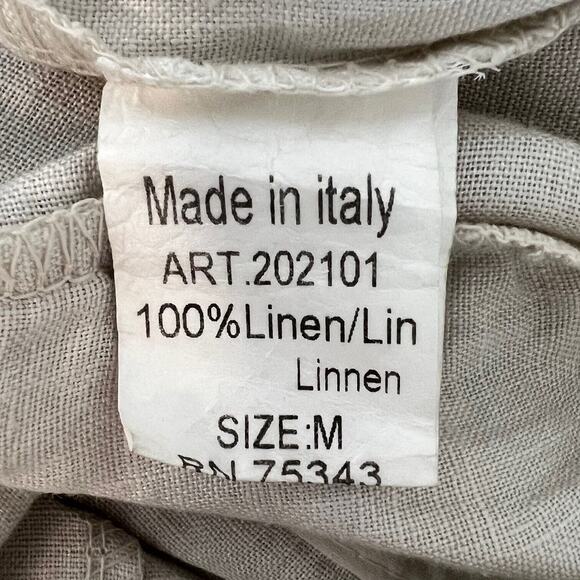 Made in italy
ART.202101
100%Linen/Lin
Linnen
SIZE:M
RN 75343